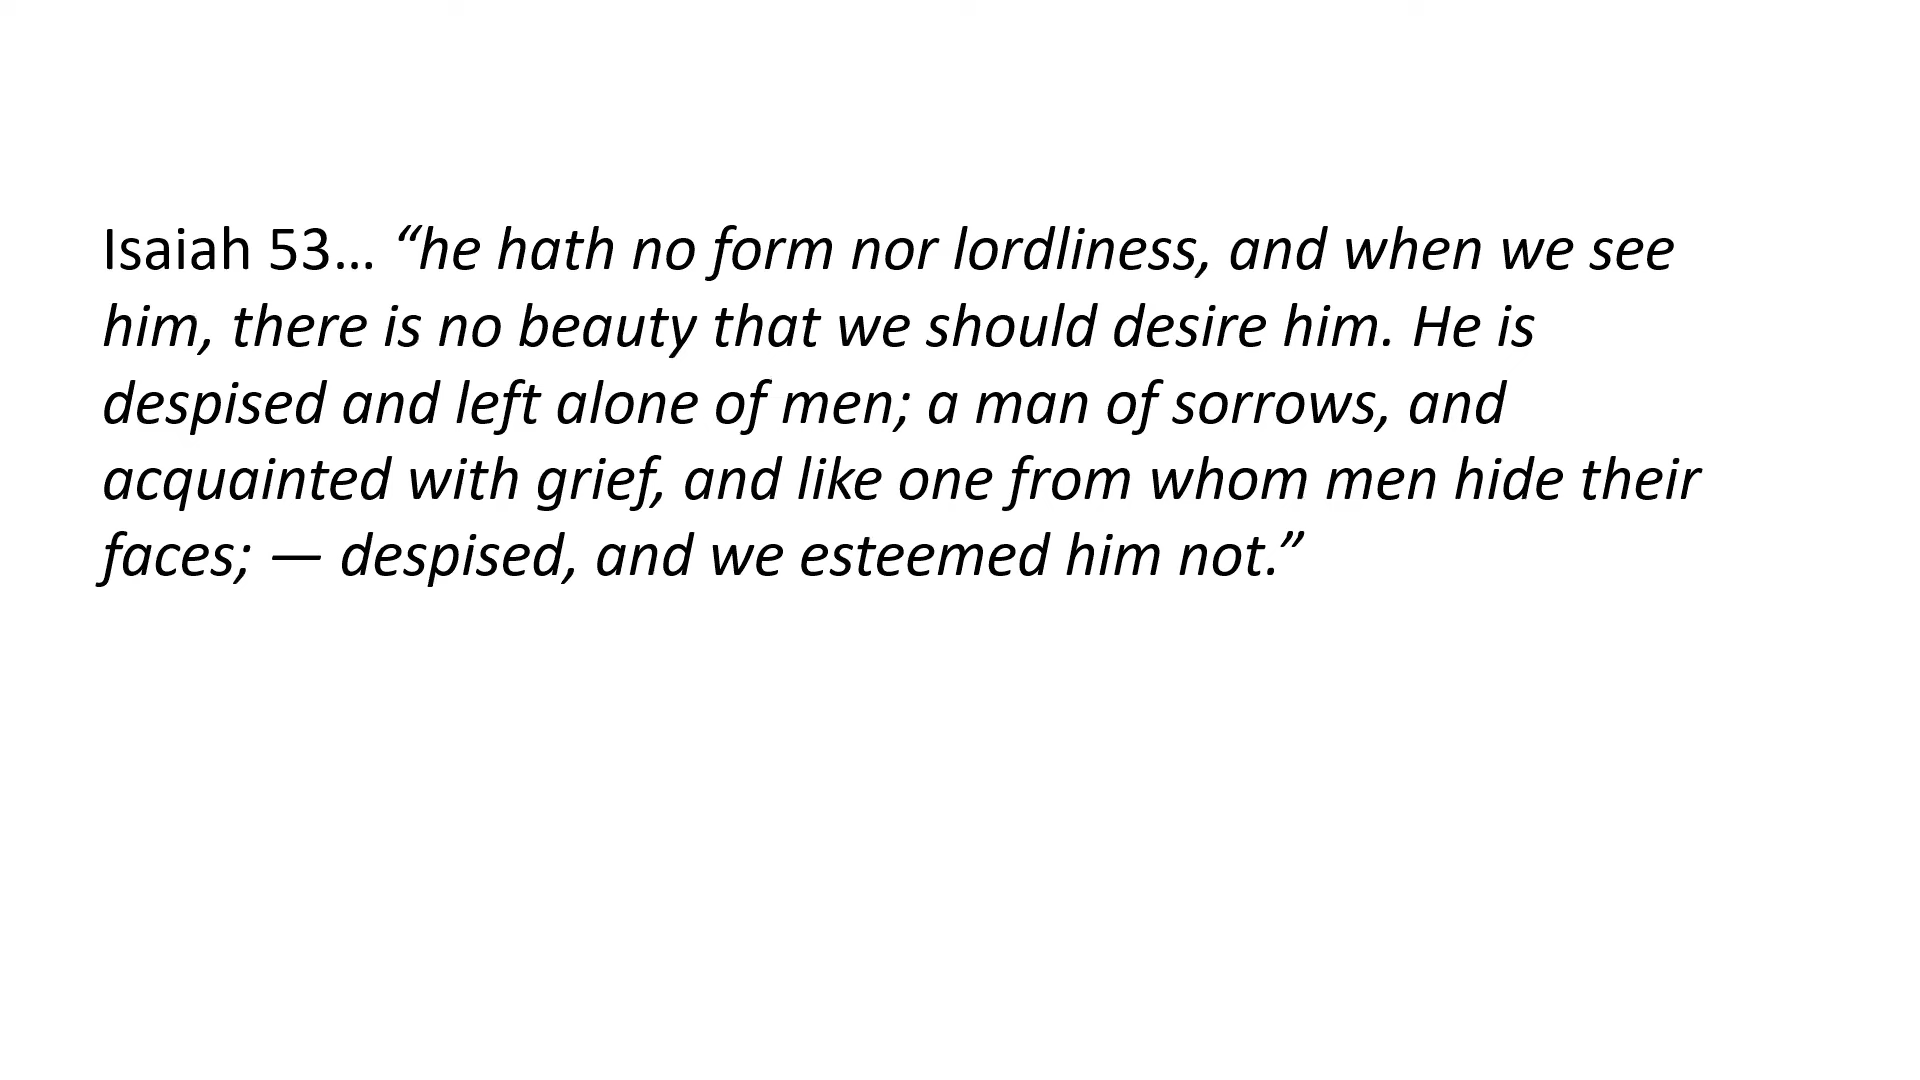 Isaiah 53… “he hath no form nor lordliness, and when we see
him, there is no beauty that we should desire him. He is
despised and left alone of men; a man of sorrows, and
acquainted with grief, and like one from whom men hide their
faces; — despised, and we esteemed him not.”